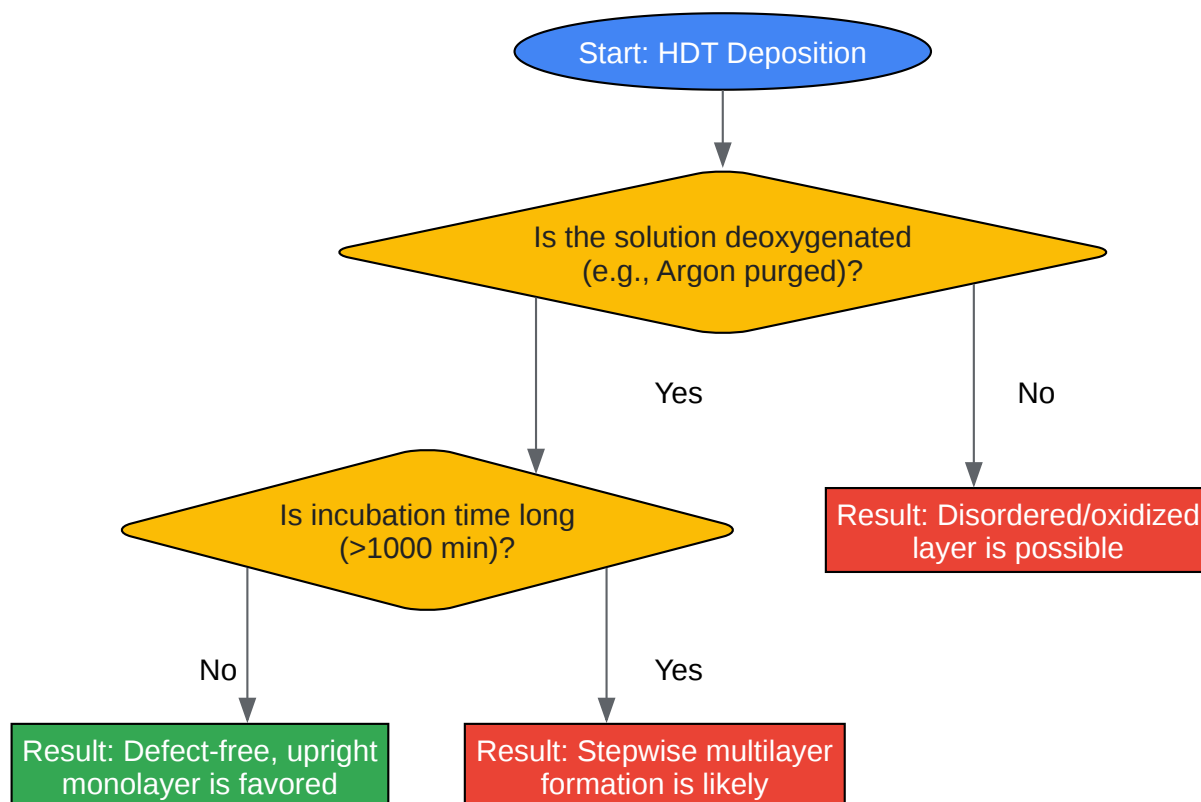 Start: HDT Deposition
Is the solution deoxygenated
(e.g., Argon purged)?
Yes
No
Is incubation time long
(>1000 min)?
Result: Disordered/oxidized
layer is possible
No
Yes
Result: Defect-free, upright
monolayer is favored
Result: Stepwise multilayer
formation is likely